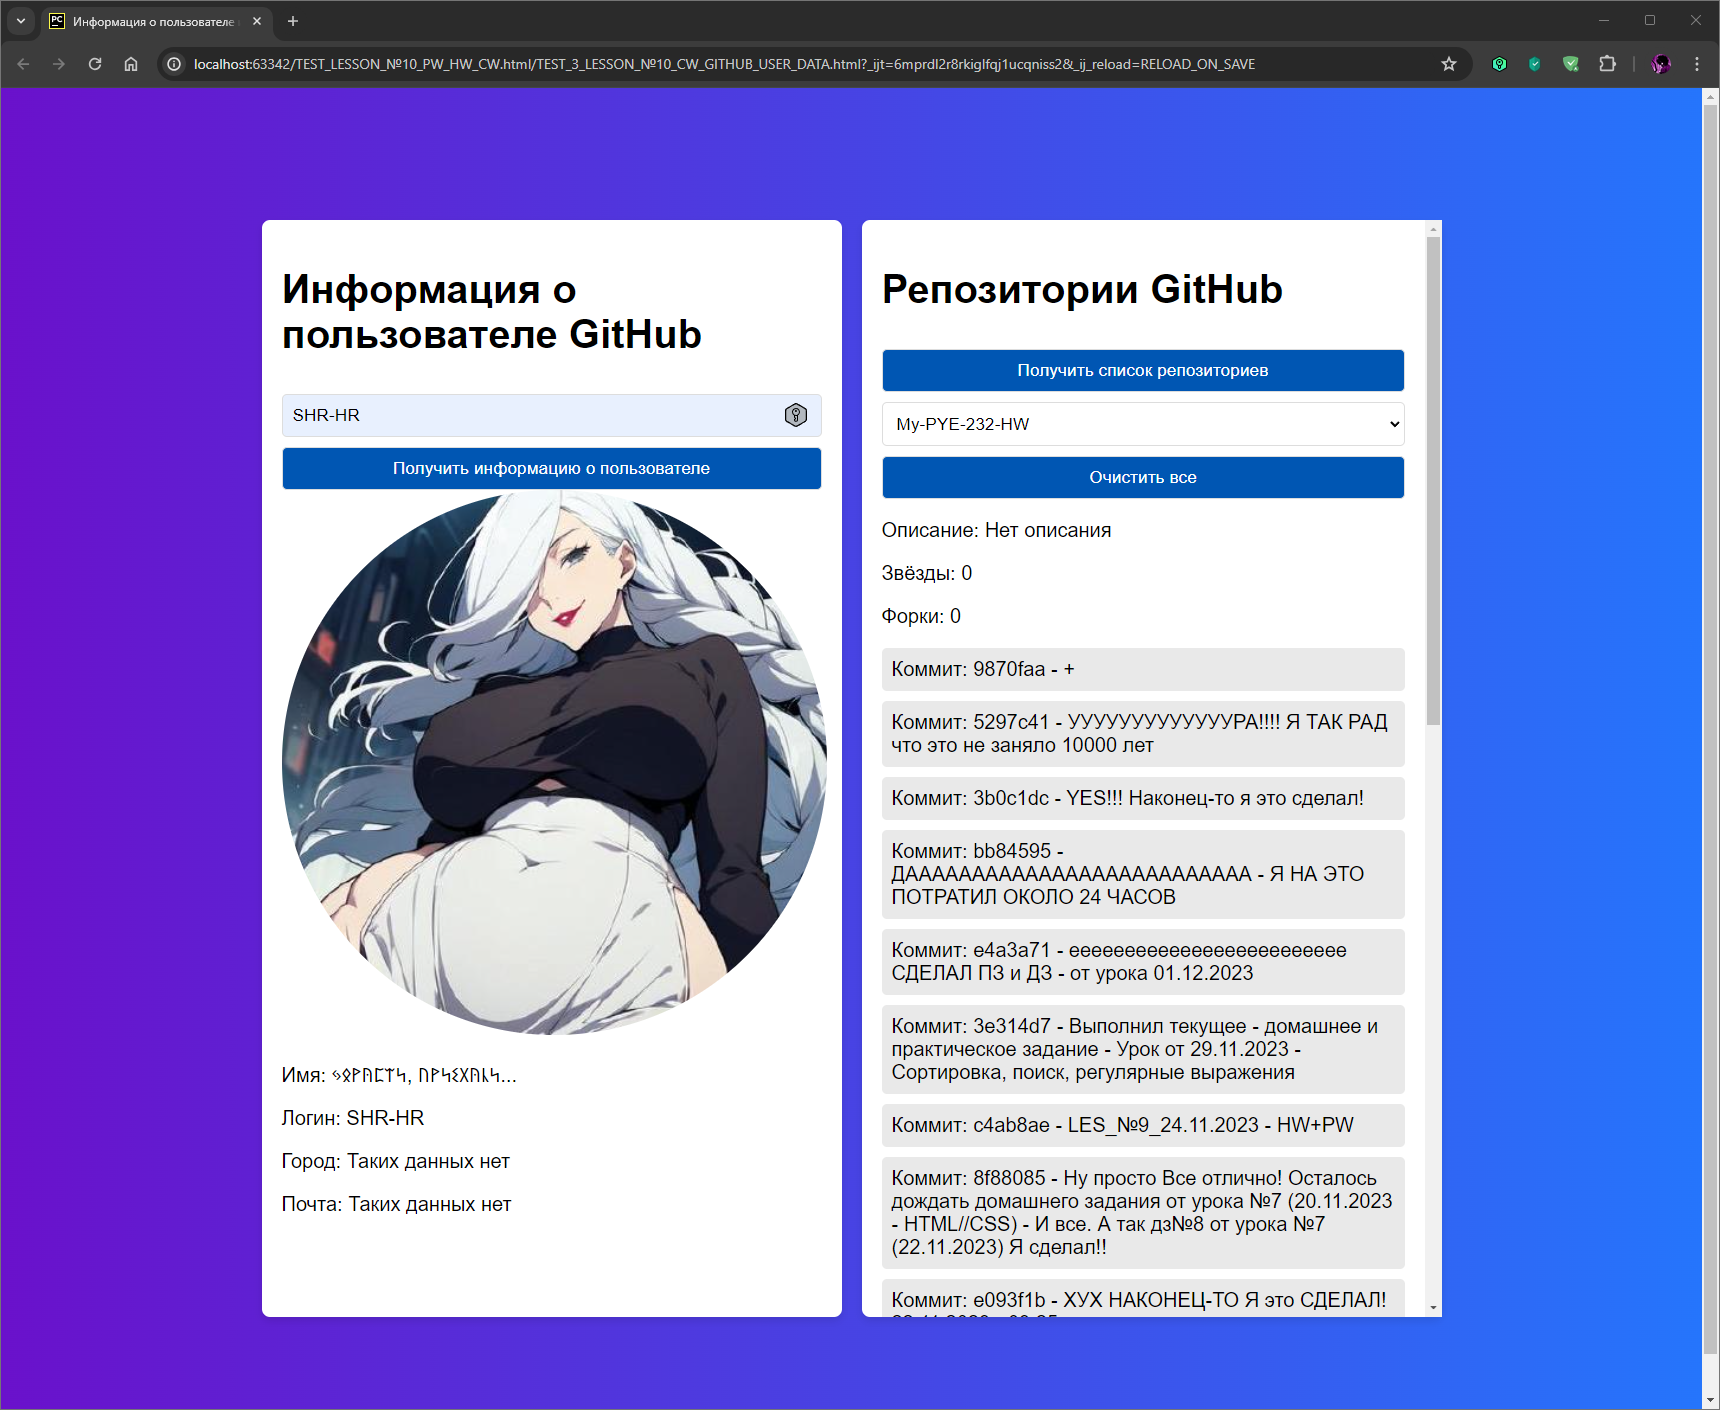 Информация о пользователе
localhost:63342/TEST_LESSON_№10_PW_HW_CW.html/TEST_3_LESSON_№10_CW_GITHUB_USER_DATA.html?_ijt=6mprdl2r8rkiglfqj1ucqniss2&_ij_reload=RELOAD_ON_SAVE
Информация о
пользователе GitHub
SHR-HR
Получить информацию о пользователе
Имя:
Логин: SHR-HR
Город: Таких данных нет
Почта: Таких данных нет
Репозитории GitHub
Получить список репозиториев
My-PYE-232-HW
Очистить все
Описание: Нет описания
Звёзды: 0
Форки: 0
Коммит: 9870faa - +
Коммит: 5297c41 - УУУУУУУУУУУУУРА!!!! Я ТАК РАД
что это не заняло 10000 лет
Коммит: 3b0c1dc - YES!!! Наконец-то я это сделал!
Коммит: bb84595 -
ДАААААААААААААААААААААААААА - Я НА ЭТО
ПОТРАТИЛ ОКОЛО 24 ЧАСОВ
Коммит: e4a3a71 - еееееееееееееееееееееееее
СДЕЛАЛ ПЗ и ДЗ - от урока 01.12.2023
Коммит: 3e314d7 - Выполнил текущее - домашнее и
практическое задание - Урок от 29.11.2023 -
Сортировка, поиск, регулярные выражения
Коммит: c4ab8ae - LES_№9_24.11.2023 - HW+PW
Коммит: 8f88085 - Ну просто Все отлично! Осталось
дождать домашнего задания от урока №7 (20.11.2023
- HTML//CSS) - И все. А так дз№8 от урока №7
(22.11.2023) Я сделал!!
Коммит: e093f1b - ХУХ НАКОНЕЦ-ТО Я это СДЕЛАЛ!